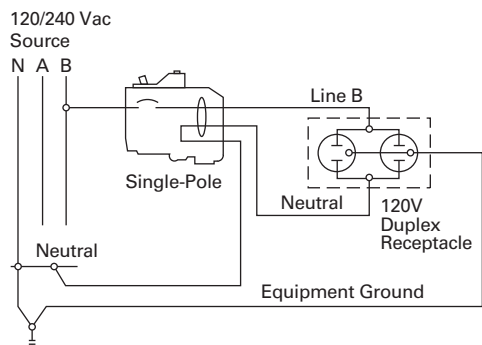 120/240 Vac
Source
N A B
Line B
Single-Pole
Neutral
120V
Duplex
Receptacle
Neutral
Equipment Ground